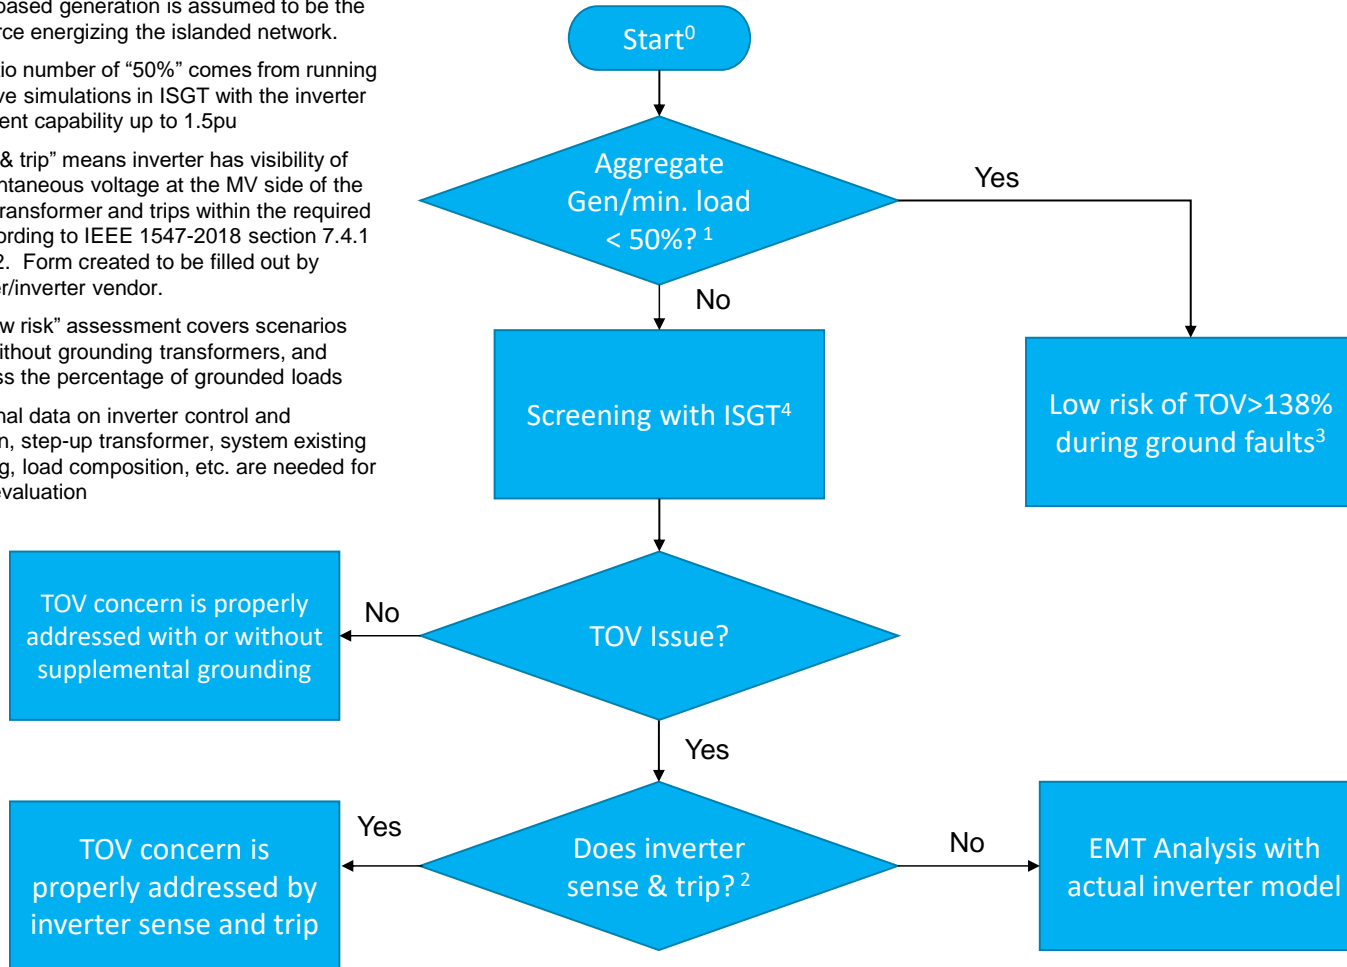 based generation is assumed to be the
rce energizing the islanded network.
tio number of “50%” comes from running
ve simulations in ISGT with the inverter
ent capability up to 1.5pu
& trip” means inverter has visibility of
ntaneous voltage at the MV side of the
transformer and trips within the required
ording to IEEE 1547-2018 section 7.4.1
2. Form created to be filled out by
er/inverter vendor.
w risk” assessment covers scenarios
vithout grounding transformers, and
ss the percentage of grounded loads
nal data on inverter control and
n, step-up transformer, system existing
g, load composition, etc. are needed for
evaluation
Start0
Aggregate
Gen/min. load
< 50%? 1
Yes
No
Screening with ISGT4
Low risk of TOV>138%
during ground faults3
TOV Issue?
No
TOV concern is properly
addressed with or without
supplemental grounding
Yes
Does inverter
sense & trip? 2
Yes
TOV concern is
properly addressed by
inverter sense and trip
No
EMT Analysis with
actual inverter model